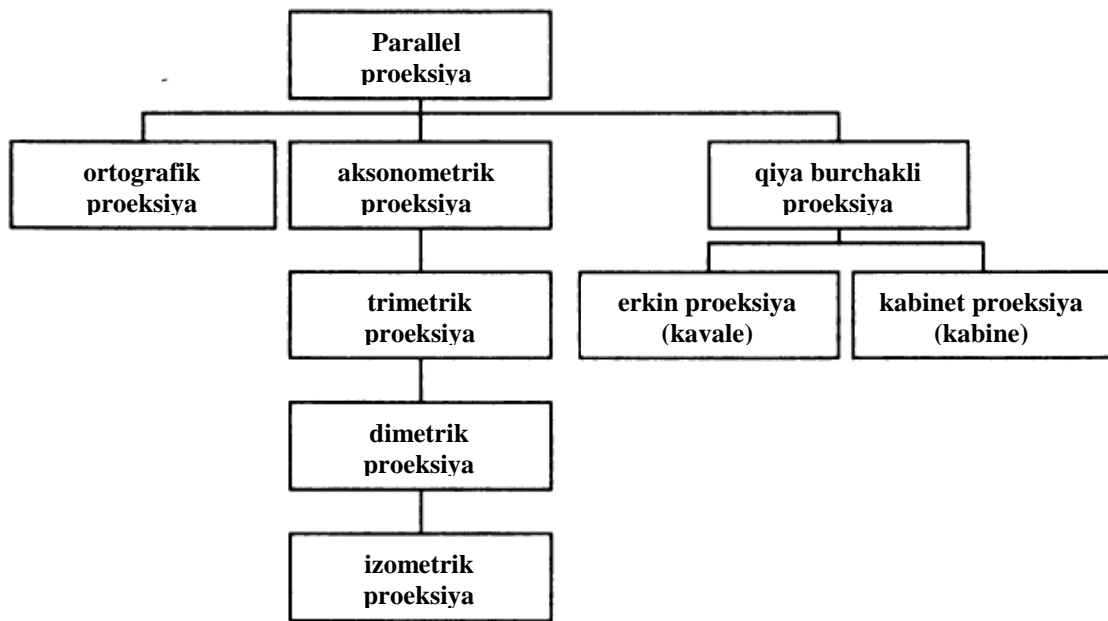 Parallel
proeksiya
ortografik
proeksiya
aksonometrik
proeksiya
qiya burchakli
proeksiya
trimetrik
proeksiya
erkin proeksiya
(kavale)
kabinet proeksiya
(kabine)
dimetrik
proeksiya
izometrik
proeksiya